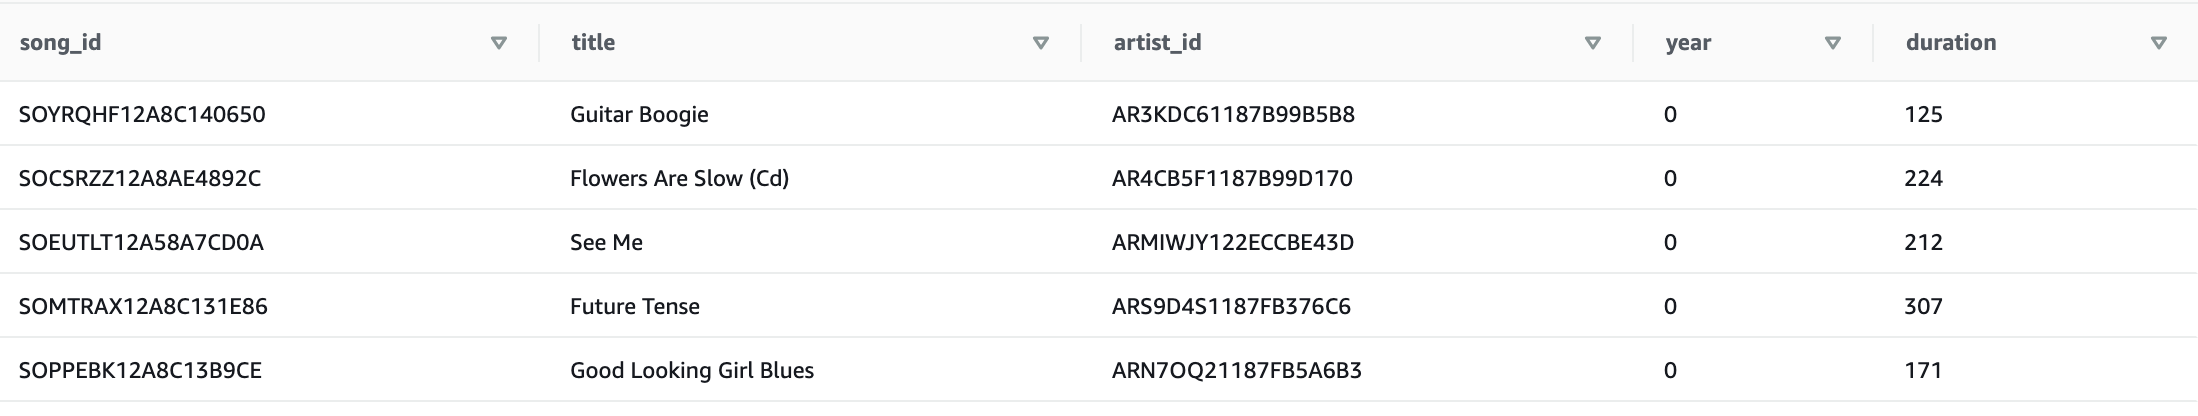 song_id title artist_id year duration
SOYRQHF12A8C140650 Guitar Boogie AR3KDC61187B99B5B8 0 125
SOCSRZZ12A8AE4892C Flowers Are Slow (Cd) AR4CB5F1187B99D170 0 224
SOEUTLT12A58A7CD0A See Me ARMIWJY122ECCBE43D 0 212
SOMTRAX12A8C131E86 Future Tense ARS9D4S1187FB376C6 0 307
SOPPEBK12A8C13B9CE Good Looking Girl Blues ARN7OQ21187FB5A6B3 0 171